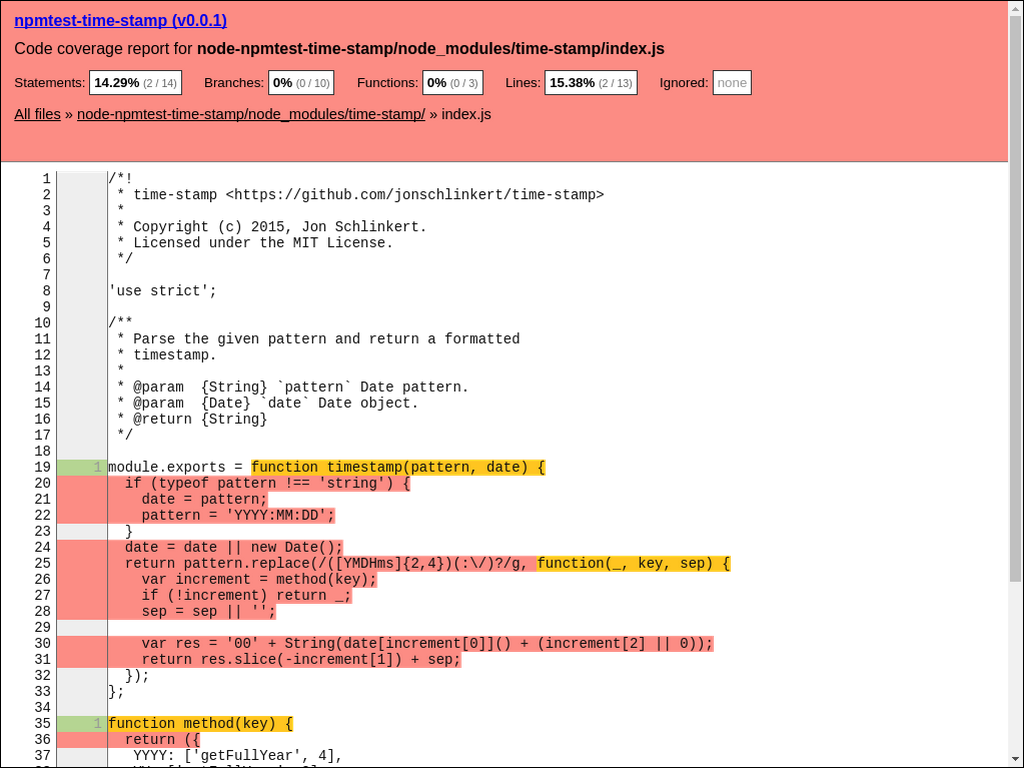 npmtest-time-stamp (v0.0.1)
Code coverage report for node-npmtest-time-stamp/node_modules/time-stamp/index.js
Statements: 14.29% (2 / 14) Branches: 0% (0 / 10) Functions: 0% (0 / 3) Lines: 15.38% (2 / 13) Ignored: none
All files » node-npmtest-time-stamp/node_modules/time-stamp/ » index.js
1 /*!
2  * time-stamp <https://github.com/jonschlinkert/time-stamp>
3  *
4  * Copyright (c) 2015, Jon Schlinkert.
5  * Licensed under the MIT License.
6  */
7
8 'use strict';
9
10 /**
11  * Parse the given pattern and return a formatted
12  * timestamp.
13  *
14  * @param  {String} `pattern` Date pattern.
15  * @param  {Date} `date` Date object.
16  * @return {String}
17  */
18
19 1 module.exports = function timestamp(pattern, date) {
20   if (typeof pattern !== 'string') {
21     date = pattern;
22     pattern = 'YYYY:MM:DD';
23   }
24   date = date || new Date();
25   return pattern.replace(/([YMDHms]{2,4})(:\/)?/g, function(_, key, sep) {
26     var increment = method(key);
27     if (!increment) return _;
28     sep = sep || '';
29
30     var res = '00' + String(date[increment[0]]() + (increment[2] || 0));
31     return res.slice(-increment[1]) + sep;
32   });
33 };
34
35 1 function method(key) {
36   return ({
37    YYYY: ['getFullYear', 4],